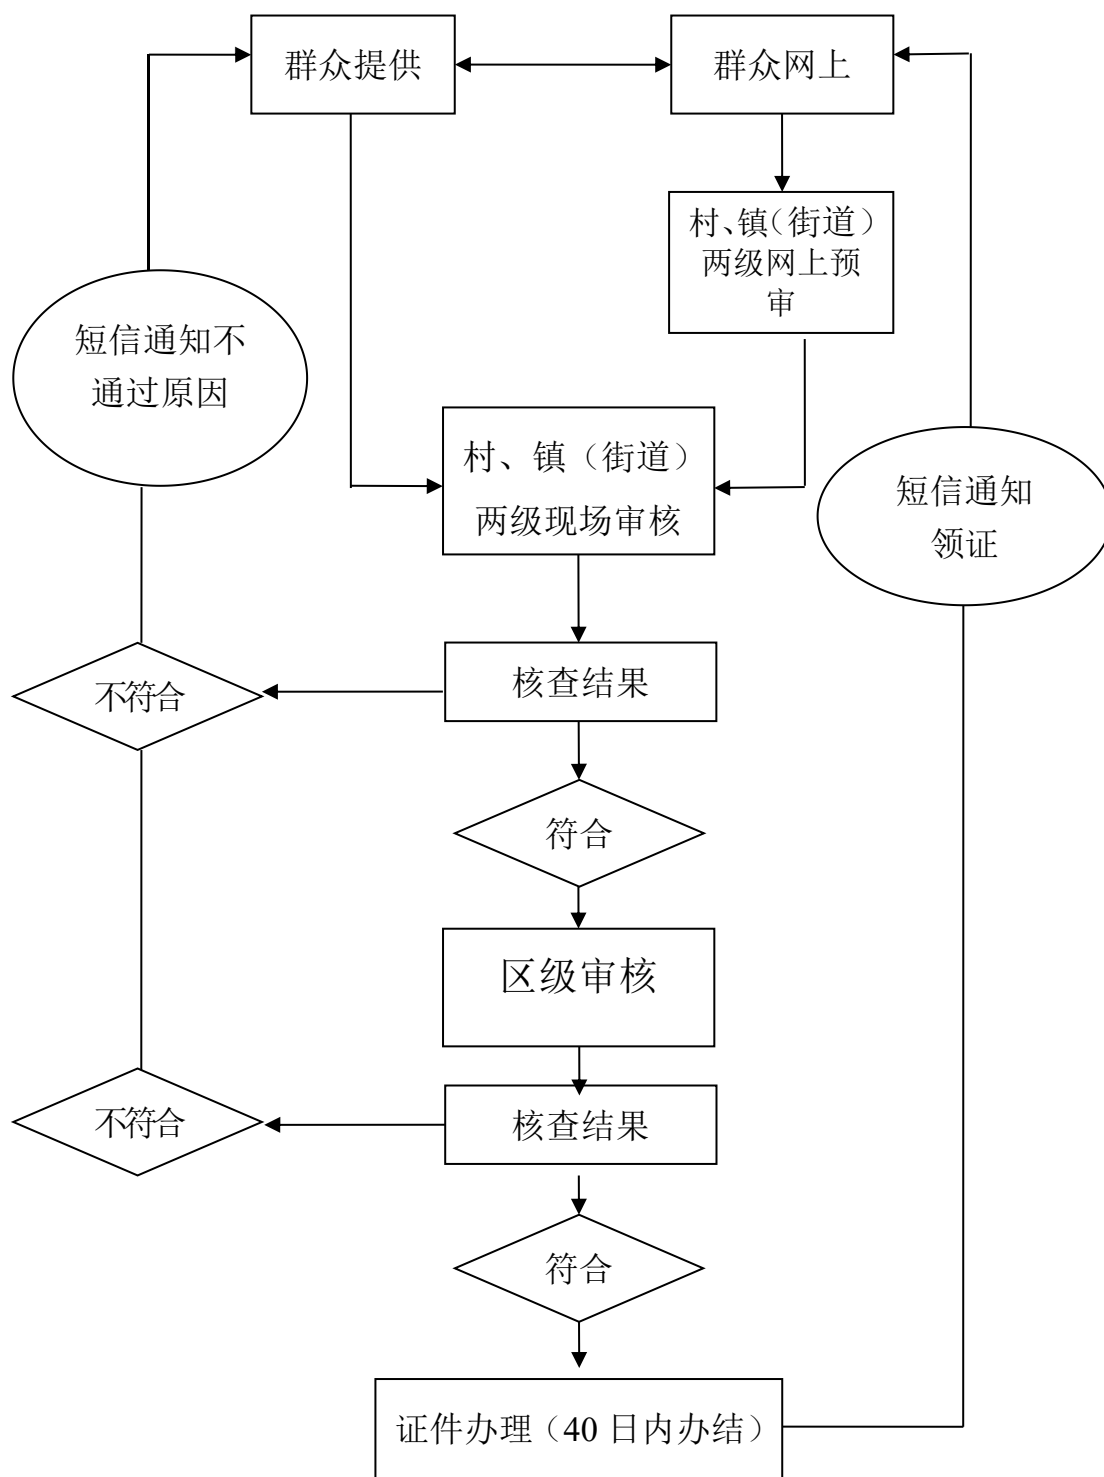 群众提供
群众网上
村、镇（街道）
两级网上预
审
短信通知不
通过原因
村、镇（街道）
两级现场审核
短信通知
领证
不符合
核查结果
符合
区级审核
不符合
核查结果
符合
证件办理（40 日内办结）